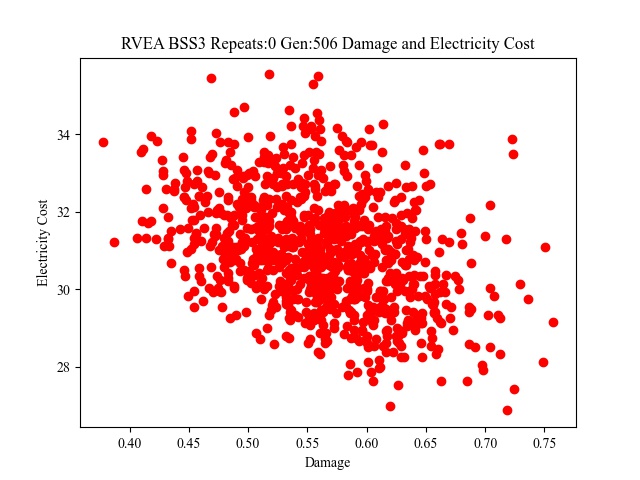 RVEA BSS3 Repeats:0 Gen:506 Damage and Electricity Cost
Electricity Cost
34
32
30
28
0.40 0.45 0.50 0.55 0.60 0.65 0.70 0.75
Damage